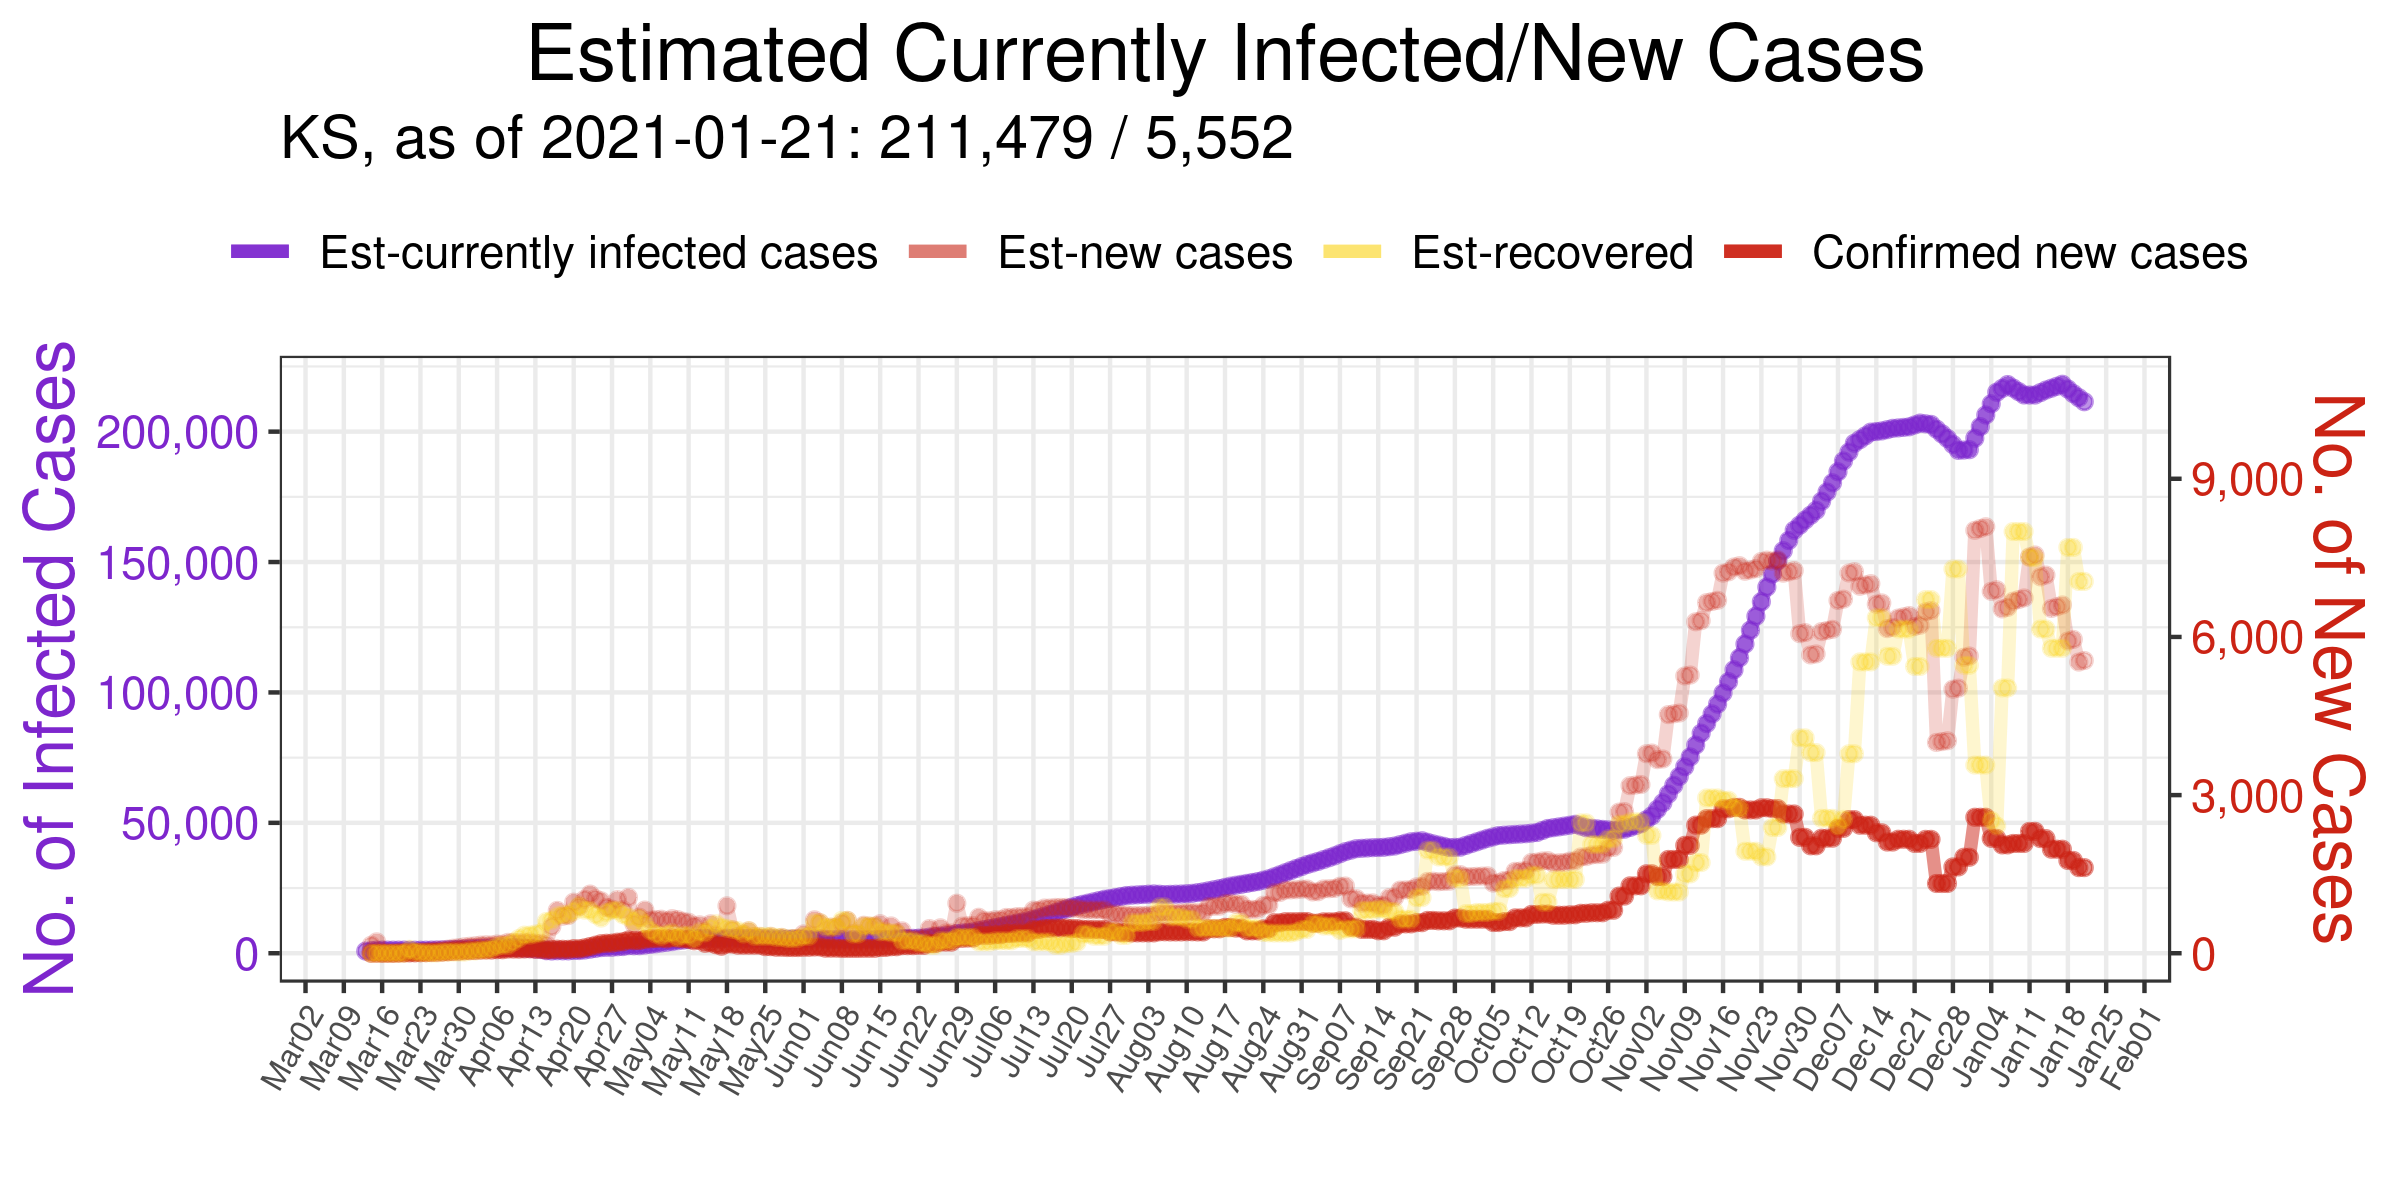 Estimated Currently Infected/New Cases
KS, as of 2021-01-21: 211,479 / 5,552
Est-currently infected cases Est-new cases Est-recovered Confirmed new cases
No. of Infected Cases
200,000
150,000
100,000
50,000
0
No. of New Cases
9,000
6,000
3,000
0
Mar02 Mar09 Mar16 Mar23 Mar30 Apr06 Apr13 Apr20 Apr27 May04 May11 May18 May25 Jun01 Jun08 Jun15 Jun22 Jun29 Jul06 Jul13 Jul20 Jul27 Aug03 Aug10 Aug17 Aug24 Aug31 Sep07 Sep14 Sep21 Sep28 Oct05 Oct12 Oct19 Oct26 Nov02 Nov09 Nov16 Nov23 Nov30 Dec07 Dec14 Dec21 Dec28 Jan04 Jan11 Jan18 Jan25 Feb01